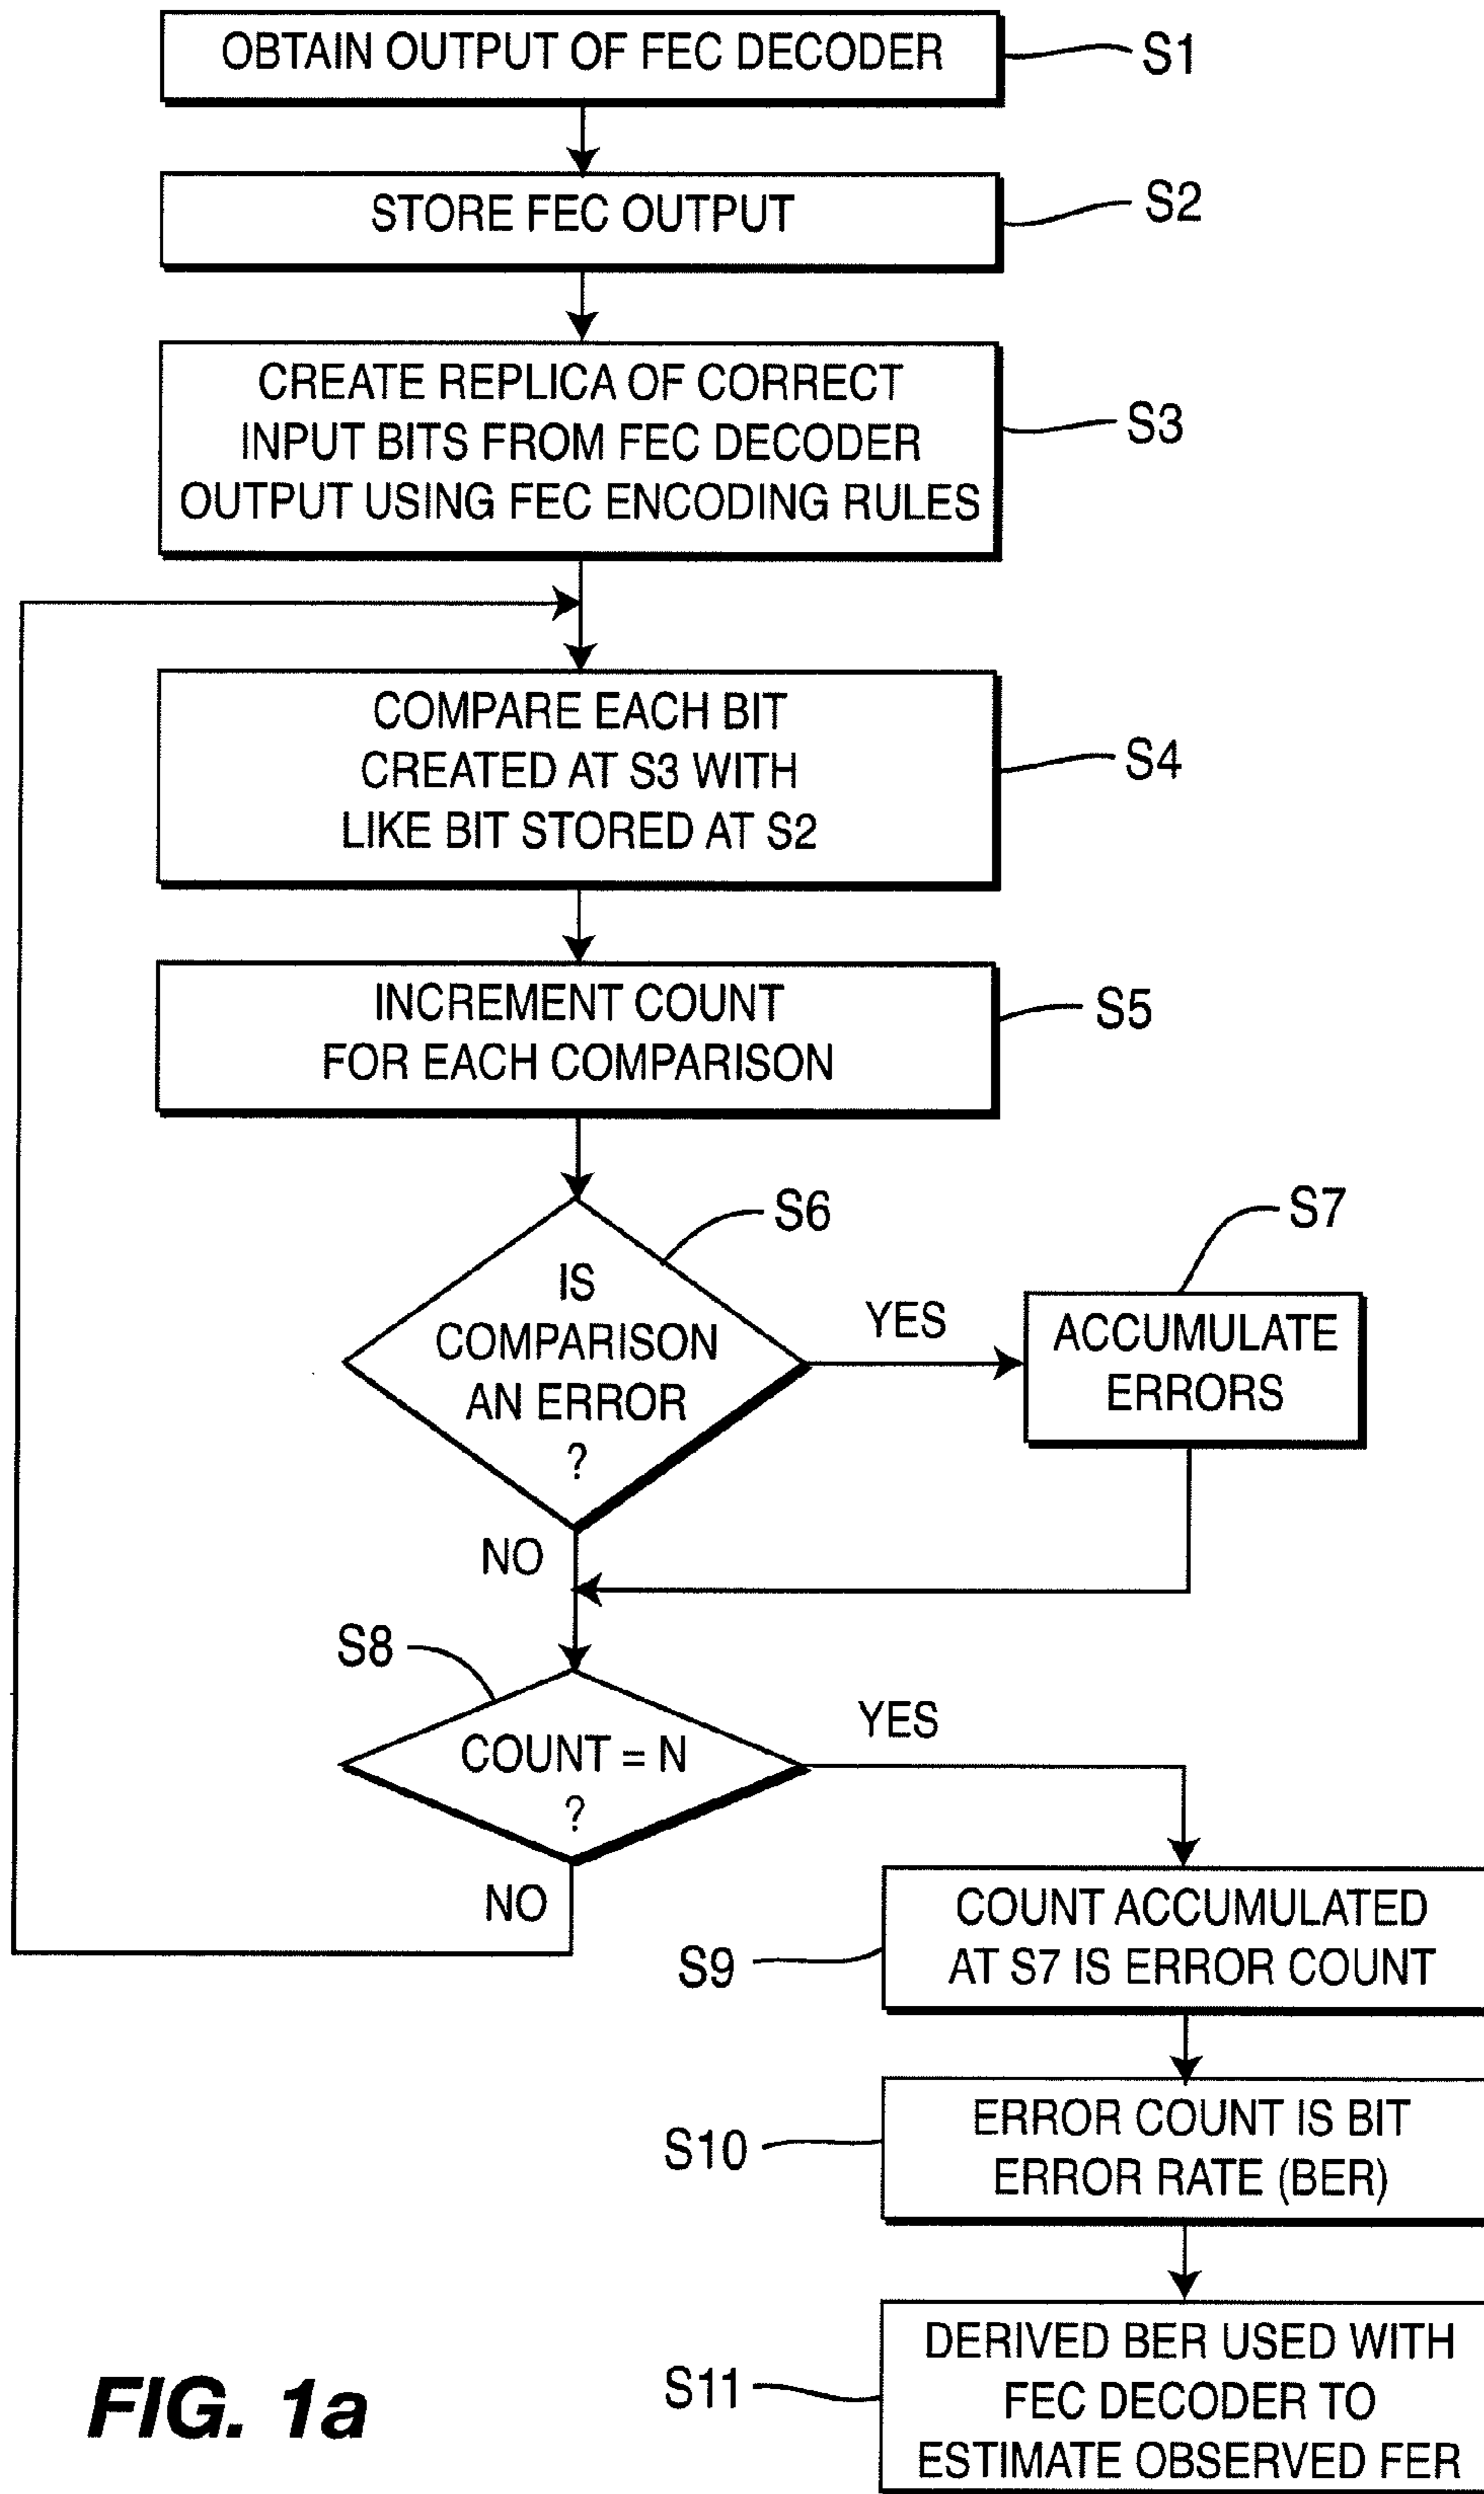 OBTAIN OUTPUT OF FEC DECODER
S1
STORE FEC OUTPUT
S2
CREATE REPLICA OF CORRECT
INPUT BITS FROM FEC DECODER
OUTPUT USING FEC ENCODING RULES
S3
COMPARE EACH BIT
CREATED AT S3 WITH
LIKE BIT STORED AT S2
S4
INCREMENT COUNT
FOR EACH COMPARISON
S5
IS
COMPARISON
AN ERROR
?
S6
YES
ACCUMULATE
ERRORS
S7
NO
S8
COUNT = N
?
YES
NO
COUNT ACCUMULATED
AT S7 IS ERROR COUNT
S9
ERROR COUNT IS BIT
ERROR RATE (BER)
S10
DERIVED BER USED WITH
FEC DECODER TO
ESTIMATE OBSERVED FER
S11
FIG. 1a